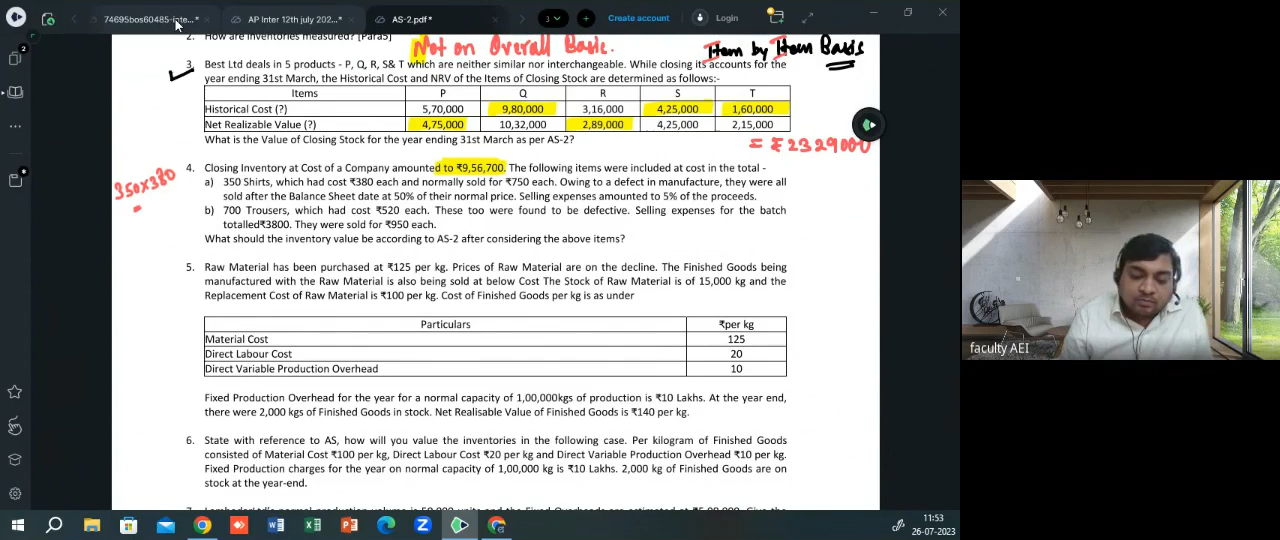 74695bos60485-inte...*
AP Inter 12th july 202...*
AS-2.pdf*
3
Create account
Login
2. How are inventories measured? [Para5]
Not on Overall Basic.
Item by Item Basis
3. Best Ltd deals in 5 products - P, Q, R, S& T which are neither similar nor interchangeable. While closing its accounts for the
year ending 31st March, the Historical Cost and NRV of the Items of Closing Stock are determined as follows:-
Items P Q R S T
Historical Cost (?) 5,70,000 9,80,000 3,16,000 4,25,000 1,60,000
Net Realizable Value (?) 4,75,000 10,32,000 2,89,000 4,25,000 2,15,000
What is the Value of Closing Stock for the year ending 31st March as per AS-2?
= ₹2329000
4. Closing Inventory at Cost of a Company amounted to ₹9,56,700. The following items were included at cost in the total -
350×380
a) 350 Shirts, which had cost ₹380 each and normally sold for ₹750 each. Owing to a defect in manufacture, they were all
sold after the Balance Sheet date at 50% of their normal price. Selling expenses amounted to 5% of the proceeds.
b) 700 Trousers, which had cost ₹520 each. These too were found to be defective. Selling expenses for the batch
totalled₹3800. They were sold for ₹950 each.
What should the inventory value be according to AS-2 after considering the above items?
5. Raw Material has been purchased at ₹125 per kg. Prices of Raw Material are on the decline. The Finished Goods being
manufactured with the Raw Material is also being sold at below Cost The Stock of Raw Material is of 15,000 kg and the
Replacement Cost of Raw Material is ₹100 per kg. Cost of Finished Goods per kg is as under
Particulars ₹per kg
Material Cost 125
Direct Labour Cost 20
Direct Variable Production Overhead 10
Fixed Production Overhead for the year for a normal capacity of 1,00,000kgs of production is ₹10 Lakhs. At the year end,
there were 2,000 kgs of Finished Goods in stock. Net Realisable Value of Finished Goods is ₹140 per kg.
6. State with reference to AS, how will you value the inventories in the following case. Per kilogram of Finished Goods
consisted of Material Cost ₹100 per kg, Direct Labour Cost ₹20 per kg and Direct Variable Production Overhead ₹10 per kg.
Fixed Production charges for the year on normal capacity of 1,00,000 kg is ₹10 Lakhs. 2,000 kg of Finished Goods are on
stock at the year-end.
faculty AEI
11:53
26-07-2023